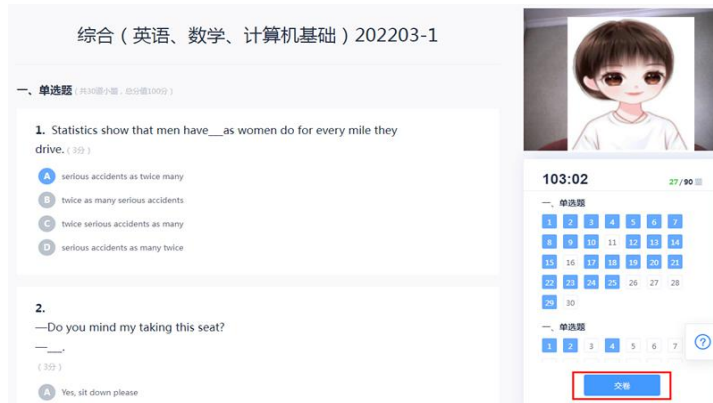 综合（英语、数学、计算机基础）202203-1
一、单选题（共30道小题，总分值100分）
1. Statistics show that men have___as women do for every mile they
drive.（3分）
A serious accidents as twice many
B twice as many serious accidents
C twice serious accidents as many
D serious accidents as many twice
2.
—Do you mind my taking this seat?
—___.
（3分）
A Yes, sit down please
103:02
27/90
一、单选题
1 2 3 4 5 6 7
8 9 10 11 12 13 14
15 16 17 18 19 20 21
22 23 24 25 26 27 28
29 30
一、单选题
1 2 3 4 5 6 7
?
交卷